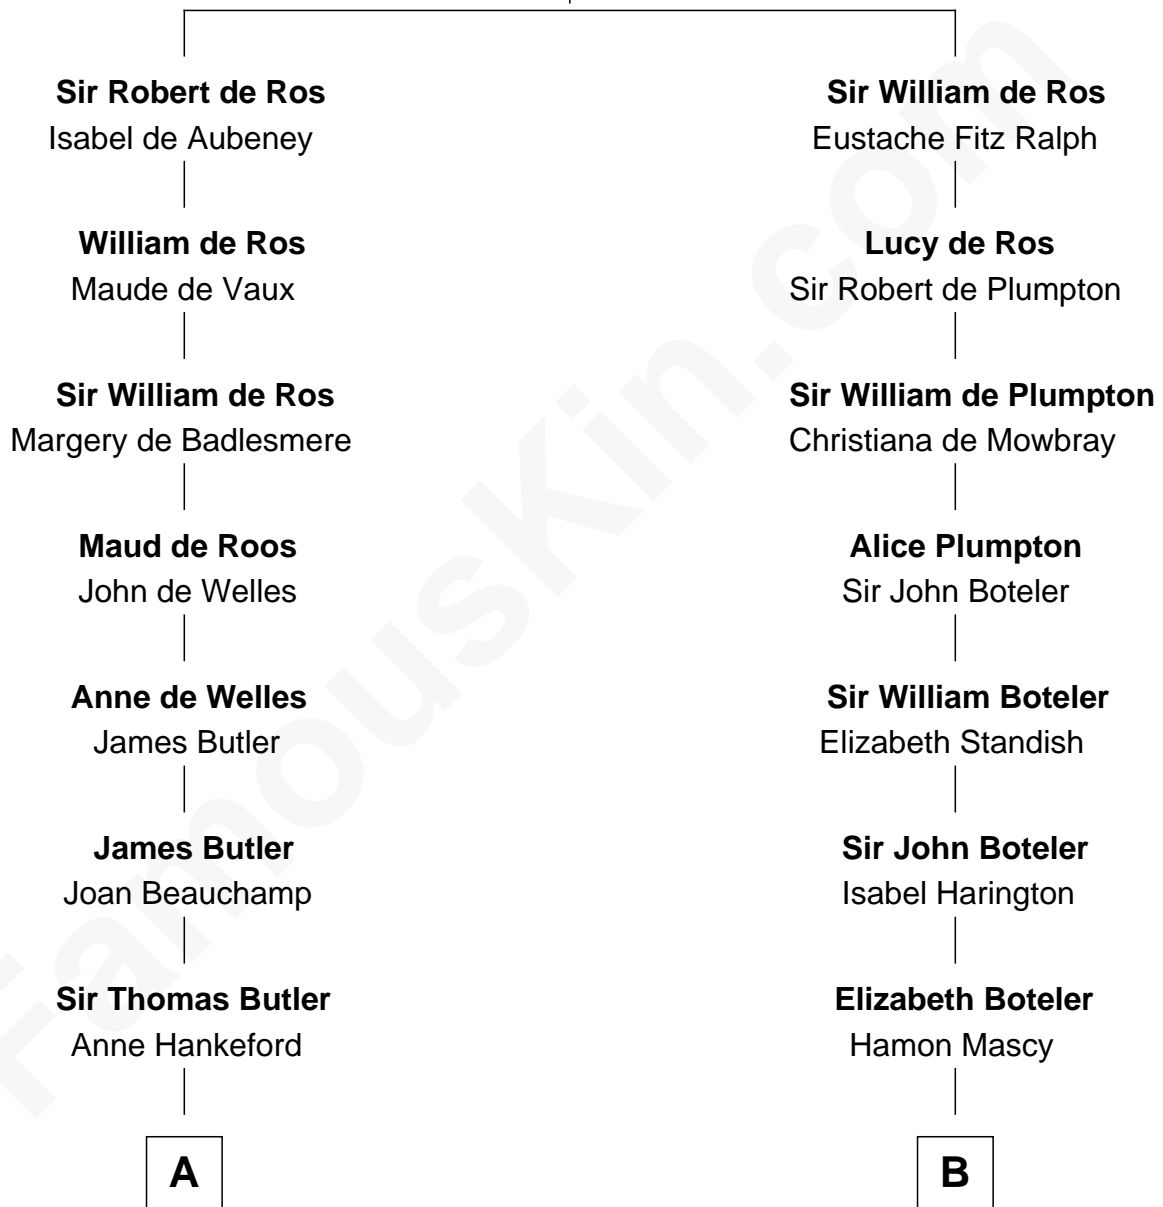 Sir Robert de Ros
Isabel de Aubeney
William de Ros
Maude de Vaux
Sir William de Ros
Margery de Badlesmere
Maud de Roos
John de Welles
Anne de Welles
James Butler
James Butler
Joan Beauchamp
Sir Thomas Butler
Anne Hankeford
A
Sir William de Ros
Eustache Fitz Ralph
Lucy de Ros
Sir Robert de Plumpton
Sir William de Plumpton
Christiana de Mowbray
Alice Plumpton
Sir John Boteler
Sir William Boteler
Elizabeth Standish
Sir John Boteler
Isabel Harington
Elizabeth Boteler
Hamon Mascy
B
FamousKin.com